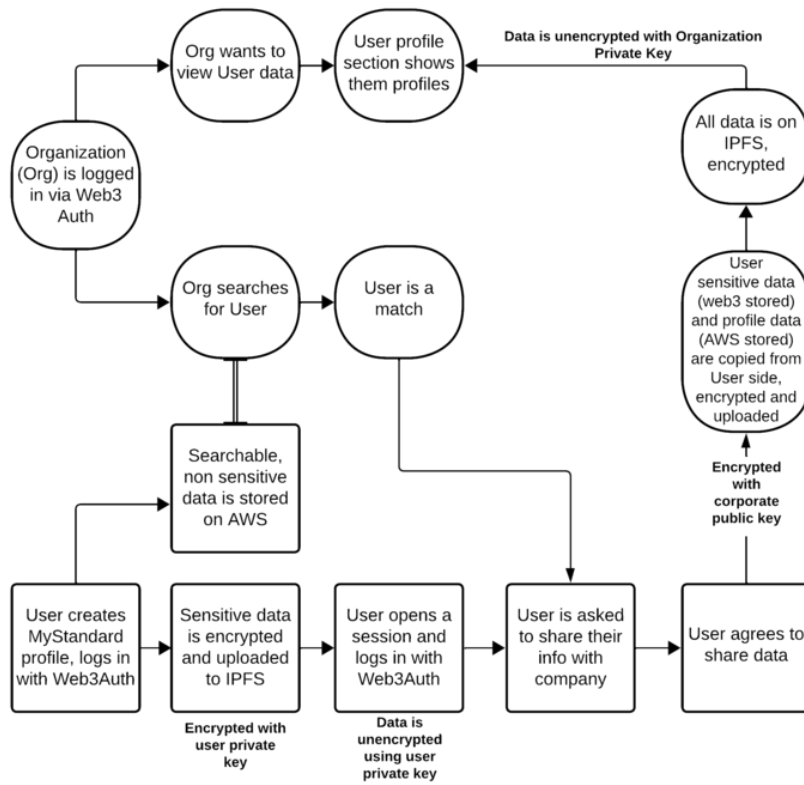 Org wants to
view User data
User profile
section shows
them profiles
Data is unencrypted with Organization
Private Key
Organization
(Org) is logged
in via Web3
Auth
All data is on
IPFS,
encrypted
Org searches
for User
User is a
match
User
sensitive data
(web3 stored)
and profile data
(AWS stored)
are copied from
User side,
encrypted and
uploaded
Searchable,
non sensitive
data is stored
on AWS
Encrypted
with
corporate
public key
User creates
MyStandard
profile, logs in
with Web3Auth
Sensitive data
is encrypted
and uploaded
to IPFS
User opens a
session and
logs in with
Web3Auth
User is asked
to share their
info with
company
User agrees to
share data
Encrypted with
user private
key
Data is
unencrypted
using user
private key